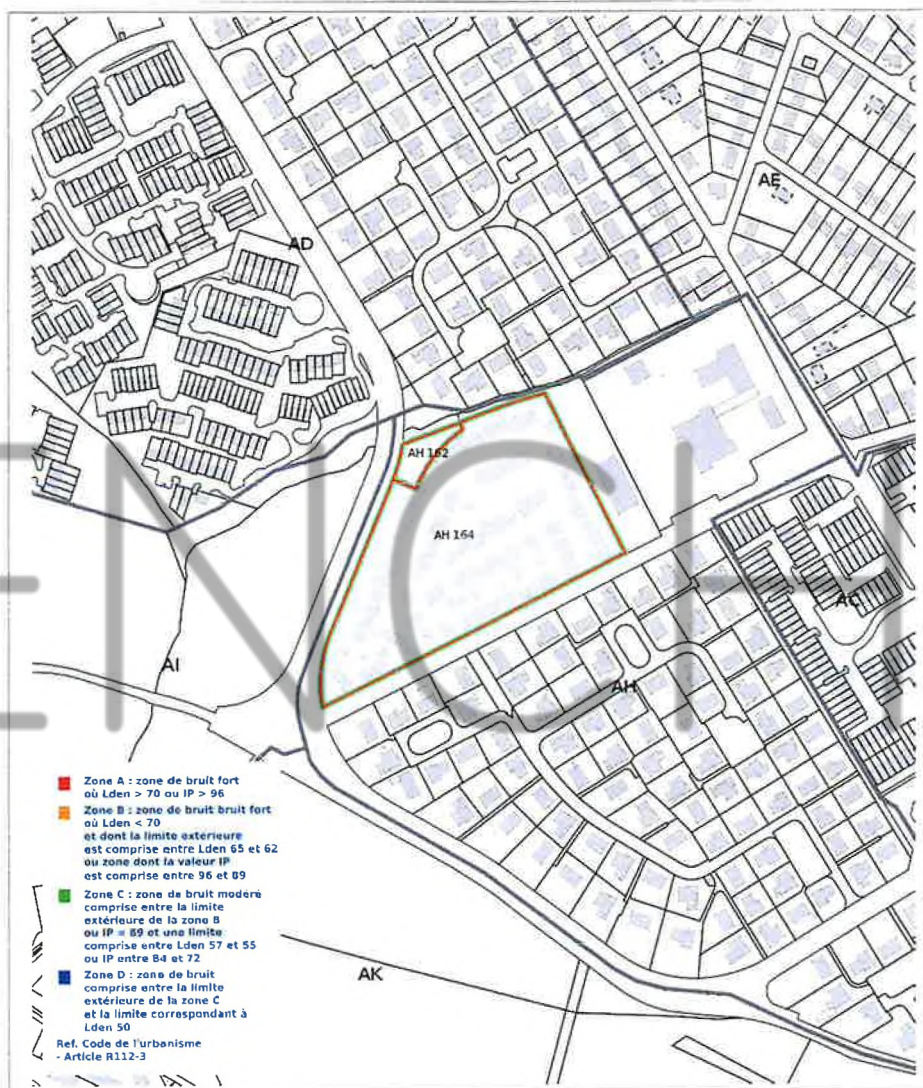 AE
AD
AH 162
AH 164
AC
AI
AH
ENCH
Zone A : zone de bruit fort
où Lden > 70 ou IP > 96
Zone B : zone de bruit bruit fort
où Lden < 70
et dont la limite extérieure
est comprise entre Lden 65 et 62
ou zone dont la valeur IP
est comprise entre 96 et 89
Zone C : zone de bruit modéré
comprise entre la limite
extérieure de la zone B
ou IP = 89 et une limite
comprise entre Lden 57 et 55
ou IP entre 84 et 72
Zone D : zone de bruit
comprise entre la limite
extérieure de la zone C
et la limite correspondant à
Lden 50
Ref. Code de l'urbanisme
- Article R112-3
AK